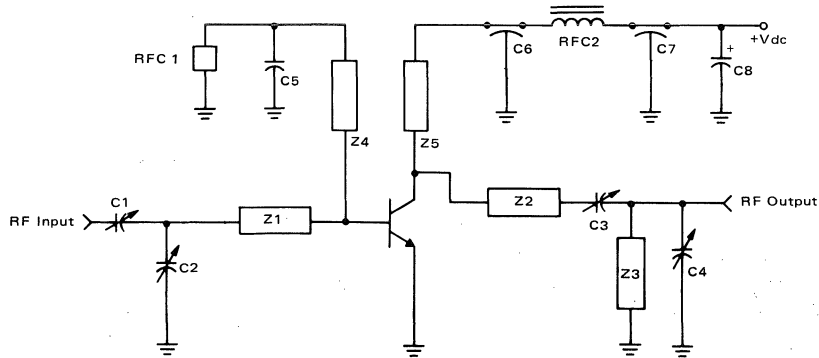 RFC 1
C5
Z4
Z5
C6
RFC2
C7
+
C8
+Vdc
RF Input
C1
C2
Z1
Z2
C3
Z3
C4
RF Output